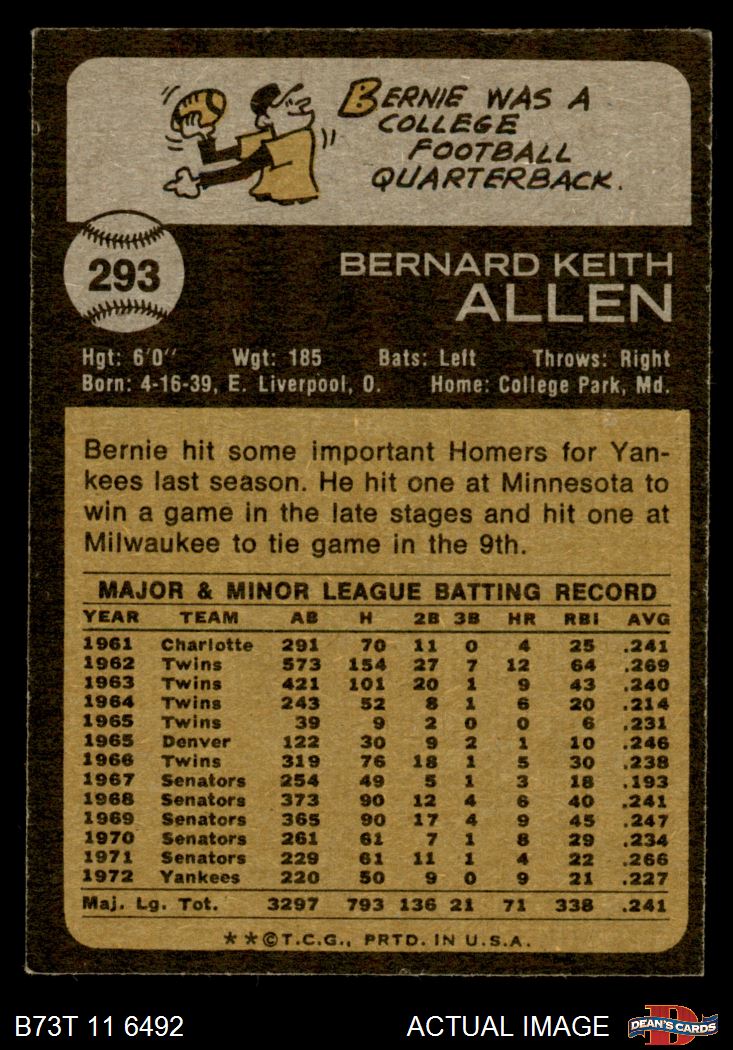 BERNIE WAS A
COLLEGE
FOOTBALL
QUARTERBACK.
293
BERNARD KEITH
ALLEN
Hgt: 6'0" Wgt: 185 Bats: Left Throws: Right
Born: 4-16-39, E. Liverpool, O. Home: College Park, Md.
Bernie hit some important Homers for Yan-
kees last season. He hit one at Minnesota to
win a game in the late stages and hit one at
Milwaukee to tie game in the 9th.
MAJOR & MINOR LEAGUE BATTING RECORD
YEAR TEAM AB H 2B 3B HR RBI AVG
1961 Charlotte 291 70 11 0 4 25 .241
1962 Twins 573 154 27 7 12 64 .269
1963 Twins 421 101 20 1 9 43 .240
1964 Twins 243 52 8 1 6 20 .214
1965 Twins 39 9 2 0 0 6 .231
1965 Denver 122 30 9 2 1 10 .246
1966 Twins 319 76 18 1 5 30 .238
1967 Senators 254 49 5 1 3 18 .193
1968 Senators 373 90 12 4 6 40 .241
1969 Senators 365 90 17 4 9 45 .247
1970 Senators 261 61 7 1 8 29 .234
1971 Senators 229 61 11 1 4 22 .266
1972 Yankees 220 50 9 0 9 21 .227
Maj. Lg. Tot. 3297 793 136 21 71 338 .241
**©T.C.G., PRTD. IN U.S.A.
B73T 11 6492 ACTUAL IMAGE D DEAN'S CARDS